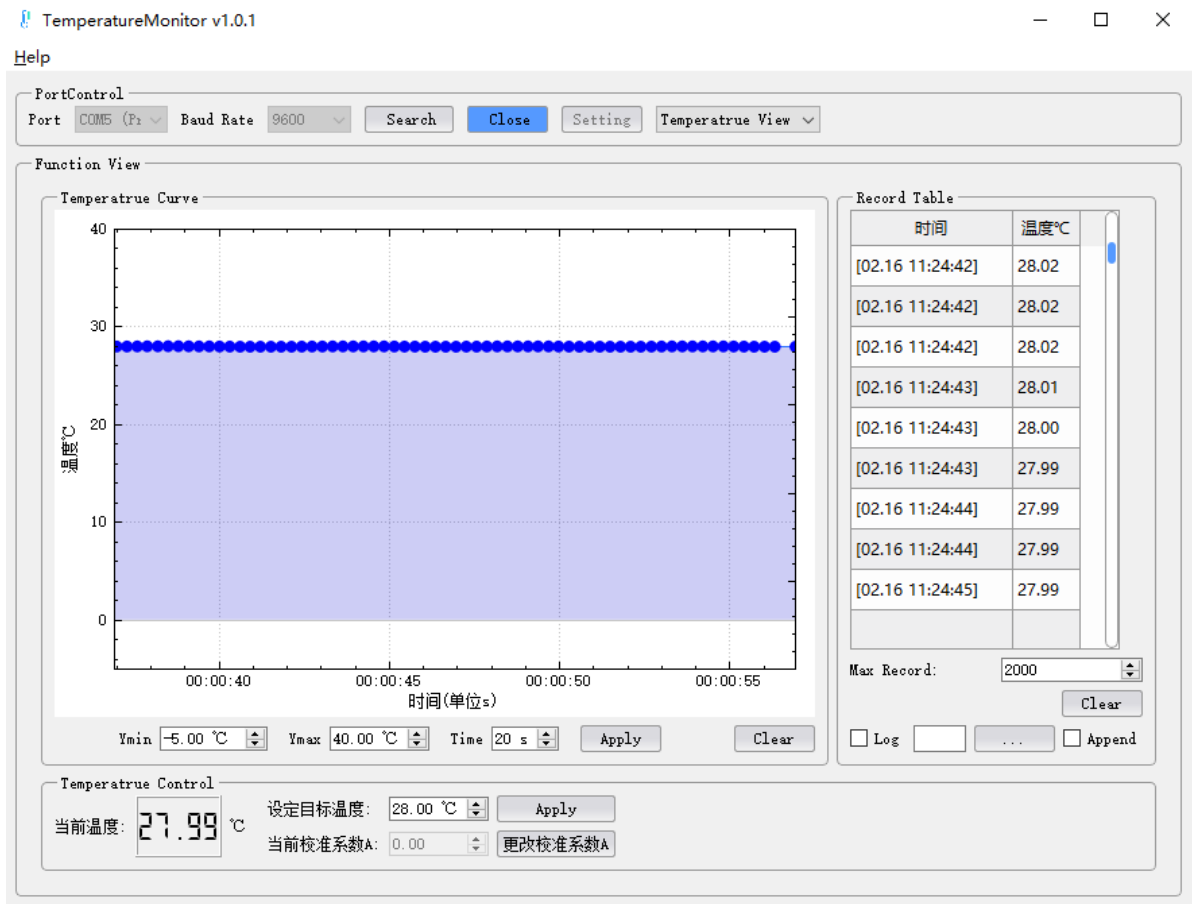 TemperatureMonitor v1.0.1
Help
PortControl
Port COM5 (Pr Baud Rate 9600 Search Close Setting Temperatrue View
Function View
Temperatrue Curve
40
30
20
10
0
温度℃
00:00:40 00:00:45 00:00:50 00:00:55
时间(单位s)
Ymin -5.00 ℃ Ymax 40.00 ℃ Time 20 s Apply Clear
Record Table
时间 温度℃
[02.16 11:24:42] 28.02
[02.16 11:24:42] 28.02
[02.16 11:24:42] 28.02
[02.16 11:24:43] 28.01
[02.16 11:24:43] 28.00
[02.16 11:24:43] 27.99
[02.16 11:24:44] 27.99
[02.16 11:24:44] 27.99
[02.16 11:24:45] 27.99
Max Record: 2000
Clear
Log ... Append
Temperatrue Control
当前温度: 27.99 ℃
设定目标温度: 28.00 ℃ Apply
当前校准系数A: 0.00 更改校准系数A